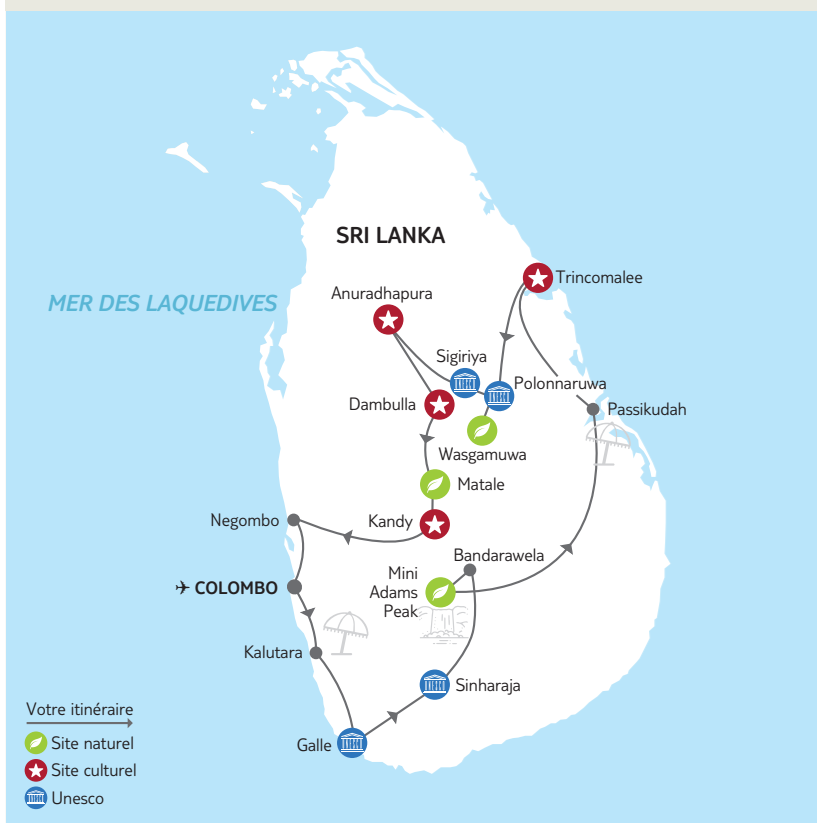 SRI LANKA
MER DES LAQUEDIVES
Trincomalee
Anuradhapura
Sigiriya
Polonnaruwa
Dambulla
Passikudah
Wasgamuwa
Matale
Negombo
Kandy
Bandarawela
Mini
Adams
Peak
COLOMBO
Kalutara
Sinharaja
Galle
Votre itinéraire
Site naturel
Site culturel
Unesco